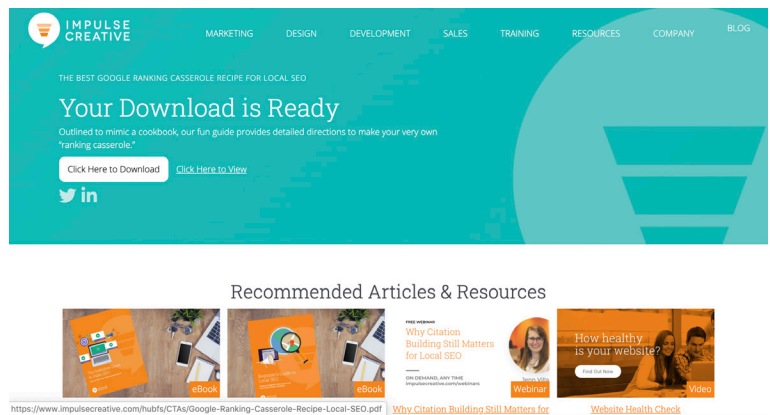 IMPULSE
CREATIVE
MARKETING DESIGN DEVELOPMENT SALES TRAINING RESOURCES COMPANY BLOG
THE BEST GOOGLE RANKING CASSEROLE RECIPE FOR LOCAL SEO
Your Download is Ready
Outlined to mimic a cookbook, our fun guide provides detailed directions to make your very own
“ranking casserole.”
Click Here to Download Click Here to View
in
Recommended Articles & Resources
eBook
eBook
FREE WEBINAR
Why Citation
Building Still Matters
for Local SEO
ON DEMAND, ANY TIME
impulsecreative.com/webinars
Webinar
How healthy
is your website?
Find Out Now
Video
https://www.impulsecreative.com/hubfs/CTAs/Google-Ranking-Casserole-Recipe-Local-SEO.pdf
Why Citation Building Still Matters for
Website Health Check